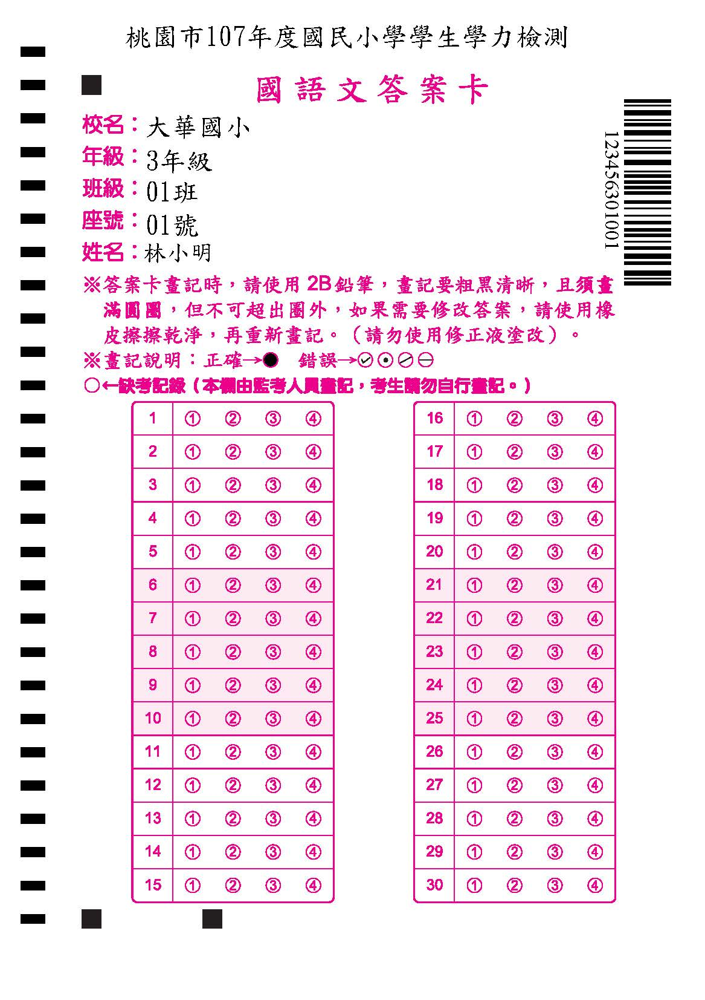 桃園市107年度國民小學學生學力檢測
國語文答案卡
校名：大華國小
年級：3年級
班級：01班
座號：01號
姓名：林小明
12345630101001
※答案卡畫記時，請使用 2B 鉛筆，畫記要粗黑清晰，且須畫
滿圓圈，但不可超出圈外，如果需要修改答案，請使用橡
皮擦擦乾淨，再重新畫記。（請勿使用修正液塗改）。
※畫記說明：正確→● 錯誤→
○←缺考記錄（本欄由監考人員畫記，考生請勿自行畫記。）
1 ① ② ③ ④
2 ① ② ③ ④
3 ① ② ③ ④
4 ① ② ③ ④
5 ① ② ③ ④
6 ① ② ③ ④
7 ① ② ③ ④
8 ① ② ③ ④
9 ① ② ③ ④
10 ① ② ③ ④
11 ① ② ③ ④
12 ① ② ③ ④
13 ① ② ③ ④
14 ① ② ③ ④
15 ① ② ③ ④
16 ① ② ③ ④
17 ① ② ③ ④
18 ① ② ③ ④
19 ① ② ③ ④
20 ① ② ③ ④
21 ① ② ③ ④
22 ① ② ③ ④
23 ① ② ③ ④
24 ① ② ③ ④
25 ① ② ③ ④
26 ① ② ③ ④
27 ① ② ③ ④
28 ① ② ③ ④
29 ① ② ③ ④
30 ① ② ③ ④